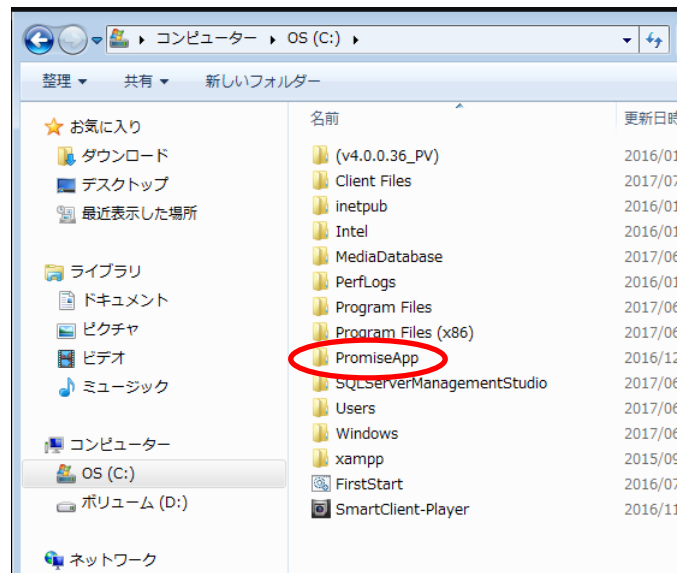 コンピューター ▸ OS (C:) ▸
整理 ▼ 共有 ▼ 新しいフォルダー
お気に入り
ダウンロード
デスクトップ
最近表示した場所
ライブラリ
ドキュメント
ピクチャ
ビデオ
ミュージック
コンピューター
OS (C:)
ボリューム (D:)
ネットワーク
名前 更新日時
(v4.0.0.36_PV) 2016/01
Client Files 2017/07
inetpub 2016/01
Intel 2016/01
MediaDatabase 2017/06
PerfLogs 2016/01
Program Files 2017/06
Program Files (x86) 2017/06
PromiseApp 2016/12
SQLServerManagementStudio 2017/06
Users 2017/06
Windows 2017/06
xampp 2015/09
FirstStart 2016/07
SmartClient-Player 2016/11